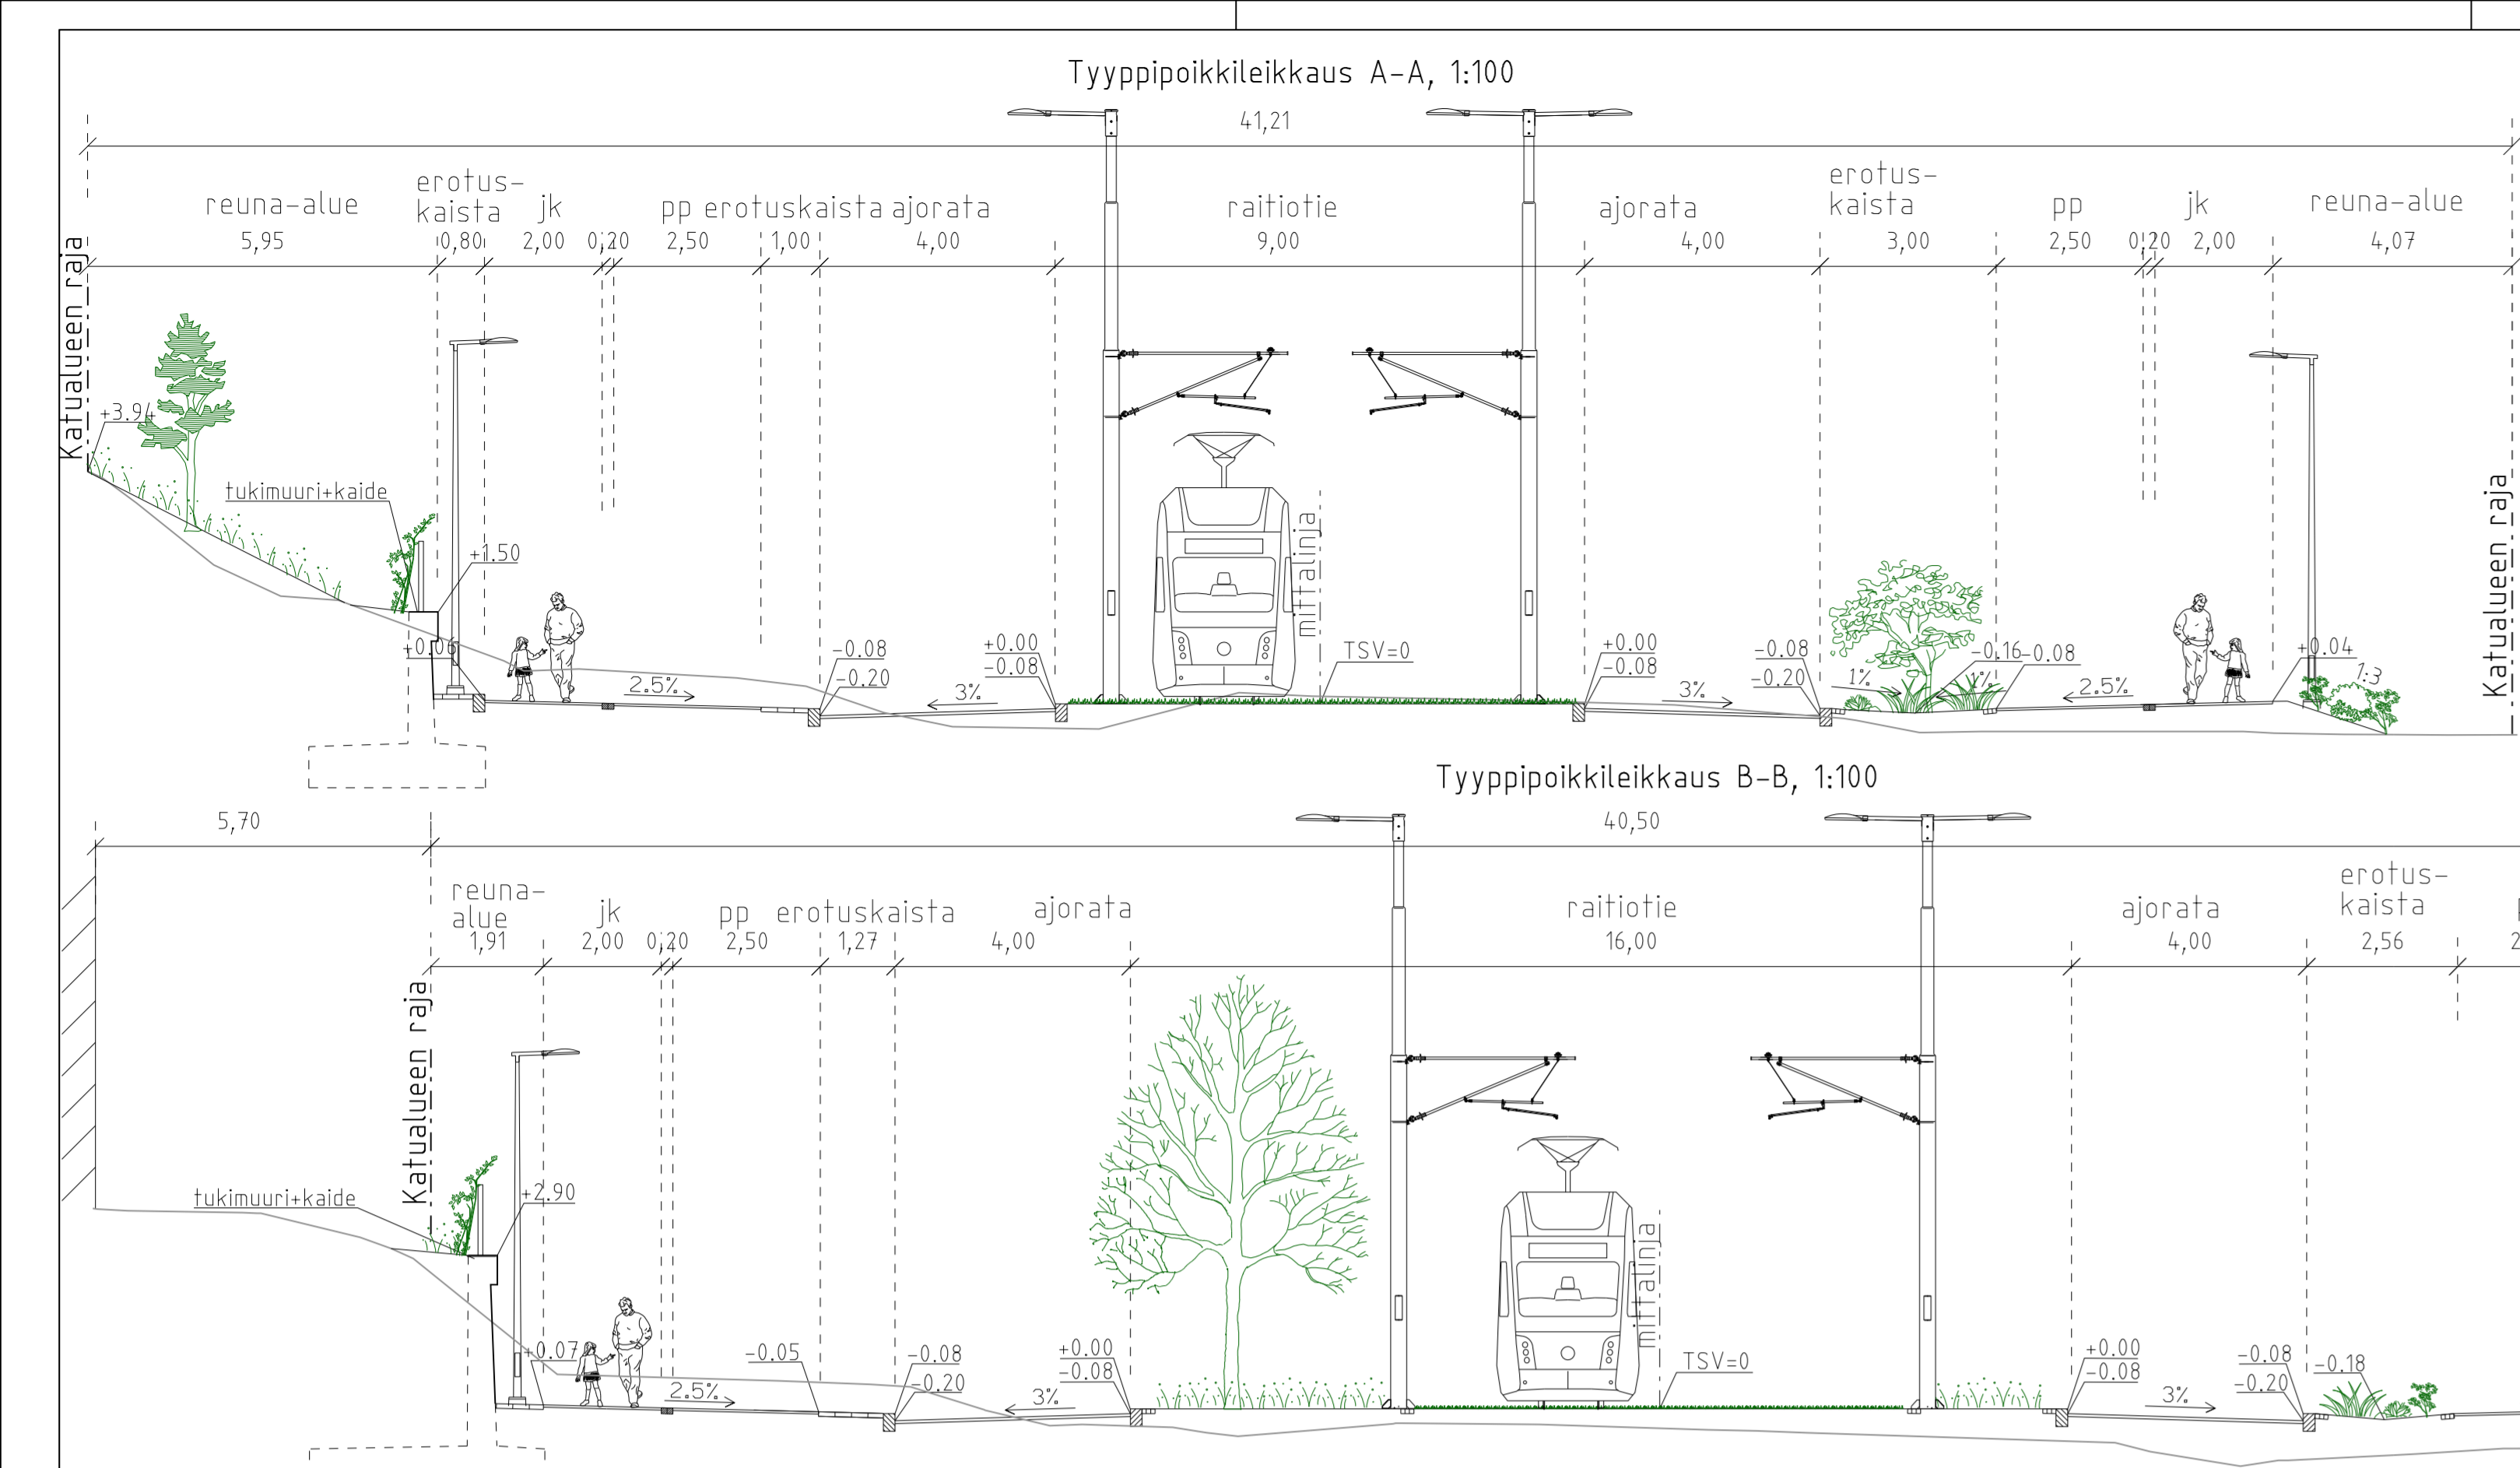 Tyyppipoikkileikkaus A-A, 1:100
41,21
reuna-alue
erotus-
kaista
jk
pp erotuskaista ajorata
raitiotie
ajorata
erotus-
kaista
pp
jk
reuna-alue
5,95
0,80
2,00
0,20
2,50
1,00
4,00
9,00
4,00
3,00
2,50
0,20
2,00
4,07
Katualueen raja
+3.94
tukimuuri+kaide
+1.50
+0.06
2.5%
-0.08
-0.20
3%
+0.00
-0.08
mittalinja
TSV=0
+0.00
-0.08
3%
-0.08
-0.20
1%
1%
-0.16
-0.08
2.5%
+0.04
1:3
Katualueen raja
Tyyppipoikkileikkaus B-B, 1:100
5,70
40,50
reuna-
alue
jk
pp
erotuskaista
ajorata
raitiotie
ajorata
erotus-
kaista
1,91
2,00
0,20
2,50
1,27
4,00
16,00
4,00
2,56
Katualueen raja
tukimuuri+kaide
+2.90
+0.07
2.5%
-0.05
-0.08
-0.20
3%
+0.00
-0.08
mittalinja
TSV=0
+0.00
-0.08
3%
-0.08
-0.20
-0.18